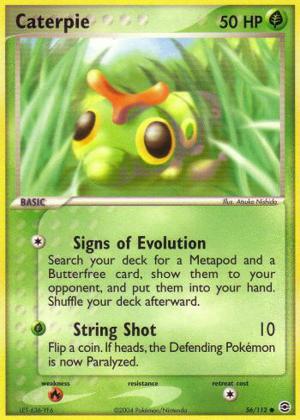 Caterpie 50 HP
BASIC Illus. Atsuko Nishida
Signs of Evolution
Search your deck for a Metapod and a
Butterfree card, show them to your
opponent, and put them into your hand.
Shuffle your deck afterward.
String Shot 10
Flip a coin. If heads, the Defending Pokémon
is now Paralyzed.
weakness resistance retreat cost
©2004 Pokémon/Nintendo 56/112